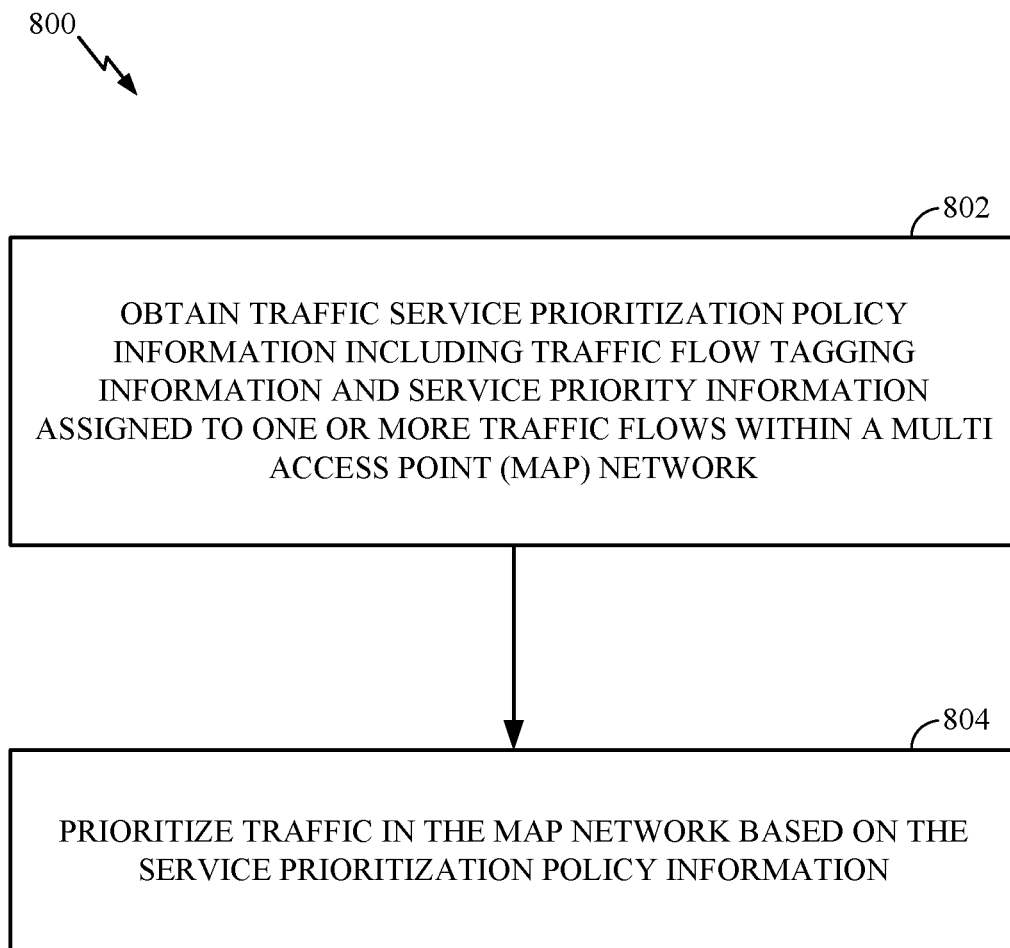 800
802
OBTAIN TRAFFIC SERVICE PRIORITIZATION POLICY
INFORMATION INCLUDING TRAFFIC FLOW TAGGING
INFORMATION AND SERVICE PRIORITY INFORMATION
ASSIGNED TO ONE OR MORE TRAFFIC FLOWS WITHIN A MULTI
ACCESS POINT (MAP) NETWORK
804
PRIORITIZE TRAFFIC IN THE MAP NETWORK BASED ON THE
SERVICE PRIORITIZATION POLICY INFORMATION